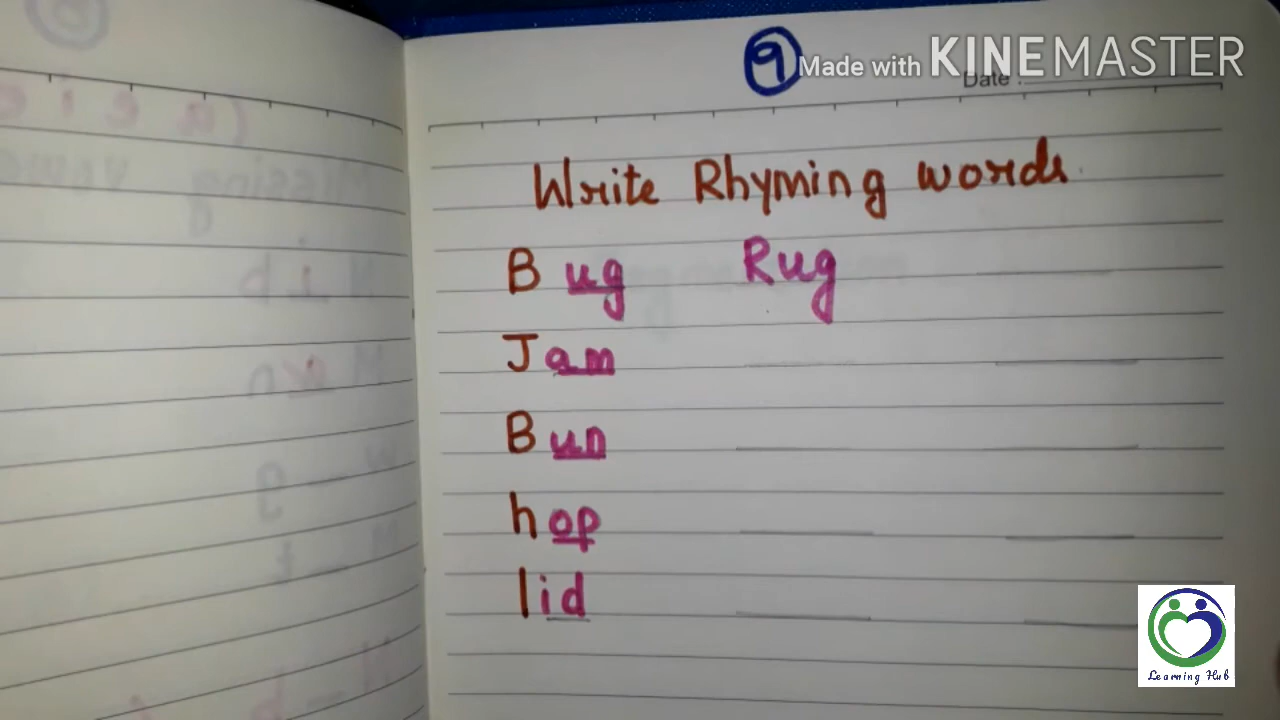 9
Made with KINEMASTER
Date :
Write Rhyming words
Bug Rug
Jam
Bun
hop
lid
Learning Hub